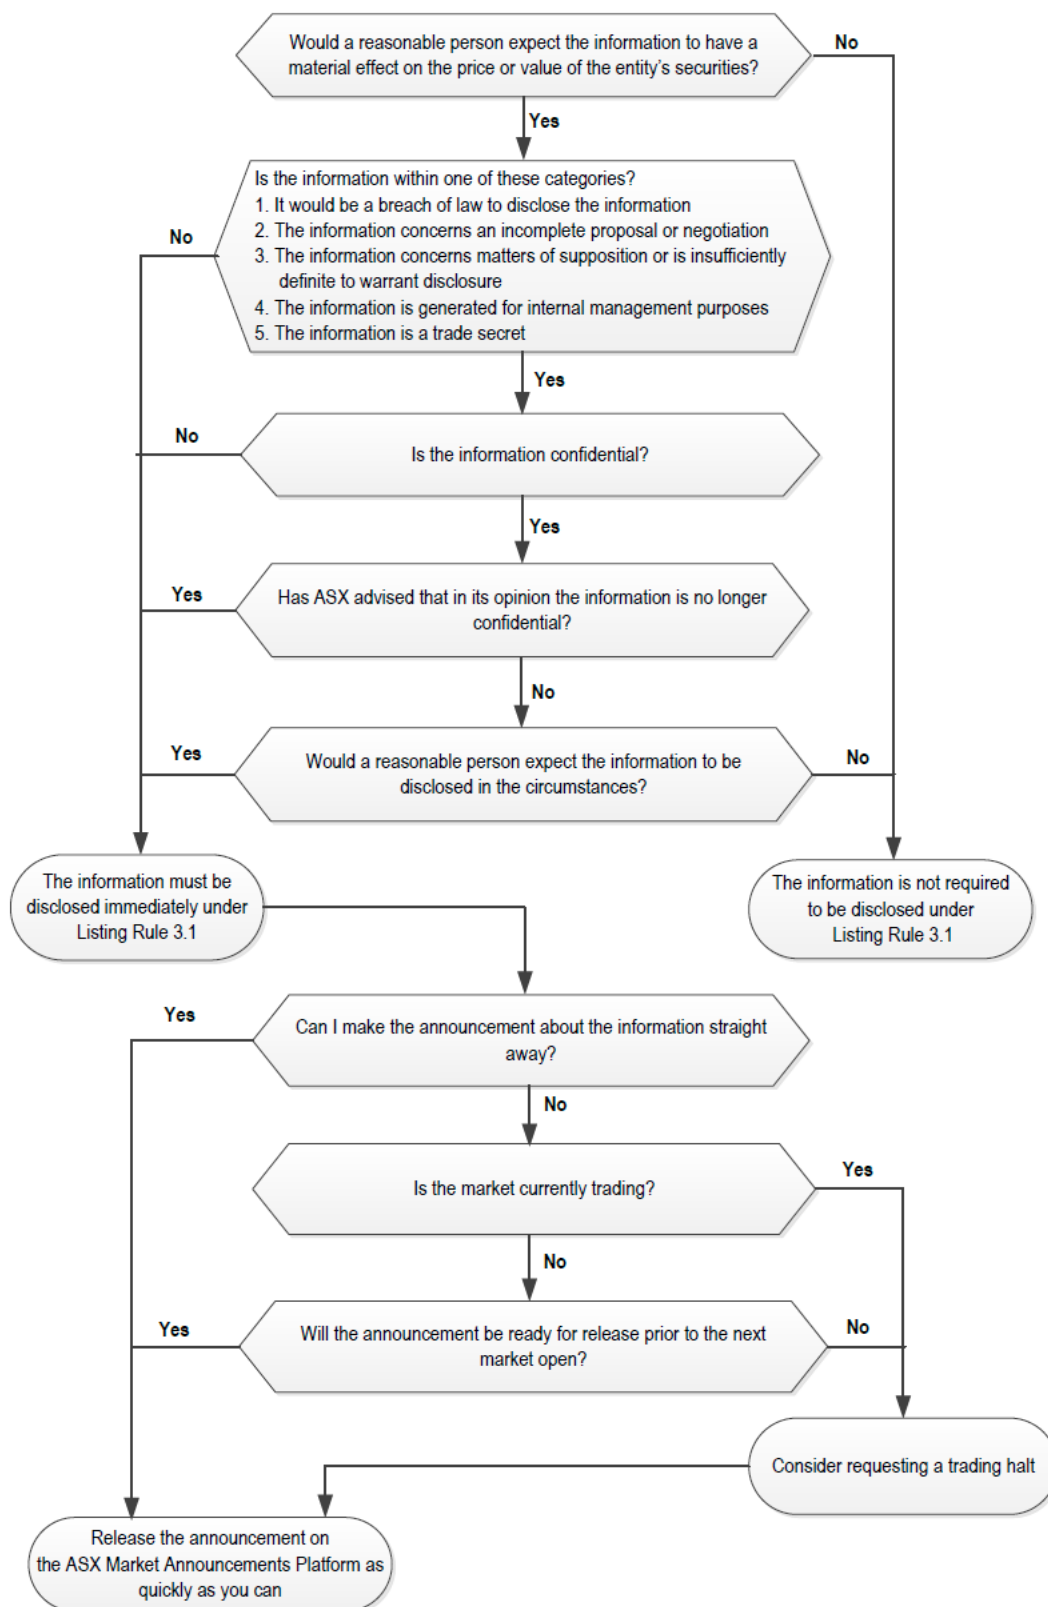 Would a reasonable person expect the information to have a
material effect on the price or value of the entity's securities?
No
Yes
Is the information within one of these categories?
1. It would be a breach of law to disclose the information
2. The information concerns an incomplete proposal or negotiation
3. The information concerns matters of supposition or is insufficiently
definite to warrant disclosure
4. The information is generated for internal management purposes
5. The information is a trade secret
No
Yes
No
Is the information confidential?
Yes
Yes
Has ASX advised that in its opinion the information is no longer
confidential?
No
Yes
Would a reasonable person expect the information to be
disclosed in the circumstances?
No
The information must be
disclosed immediately under
Listing Rule 3.1
The information is not required
to be disclosed under
Listing Rule 3.1
Yes
Can I make the announcement about the information straight
away?
No
Is the market currently trading?
Yes
No
Yes
Will the announcement be ready for release prior to the next
market open?
No
Consider requesting a trading halt
Release the announcement on
the ASX Market Announcements Platform as
quickly as you can